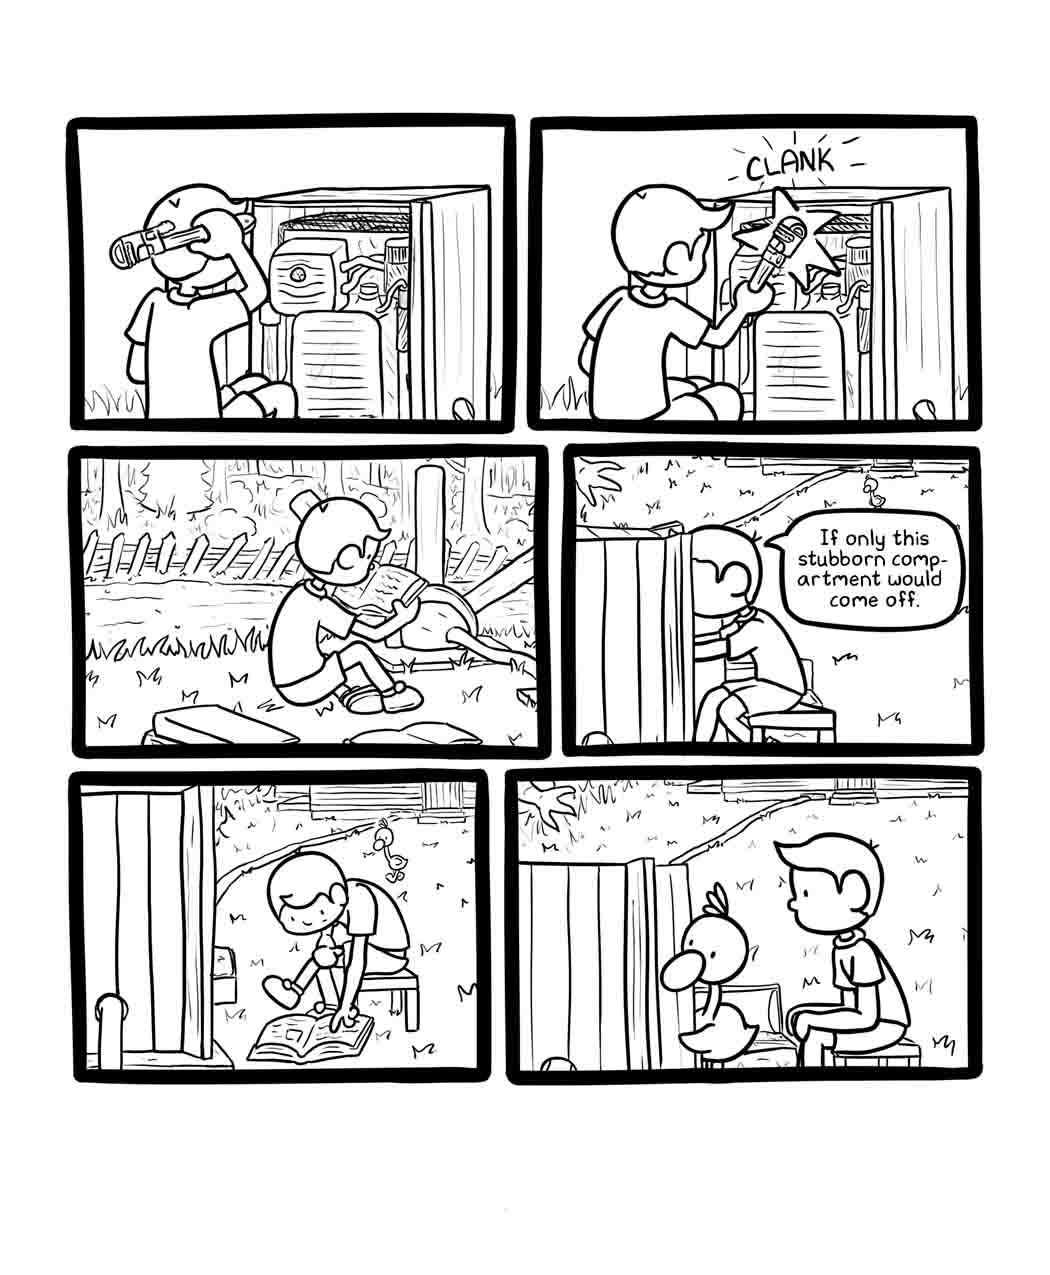 CLANK
If only this
stubborn comp-
artment would
come off.